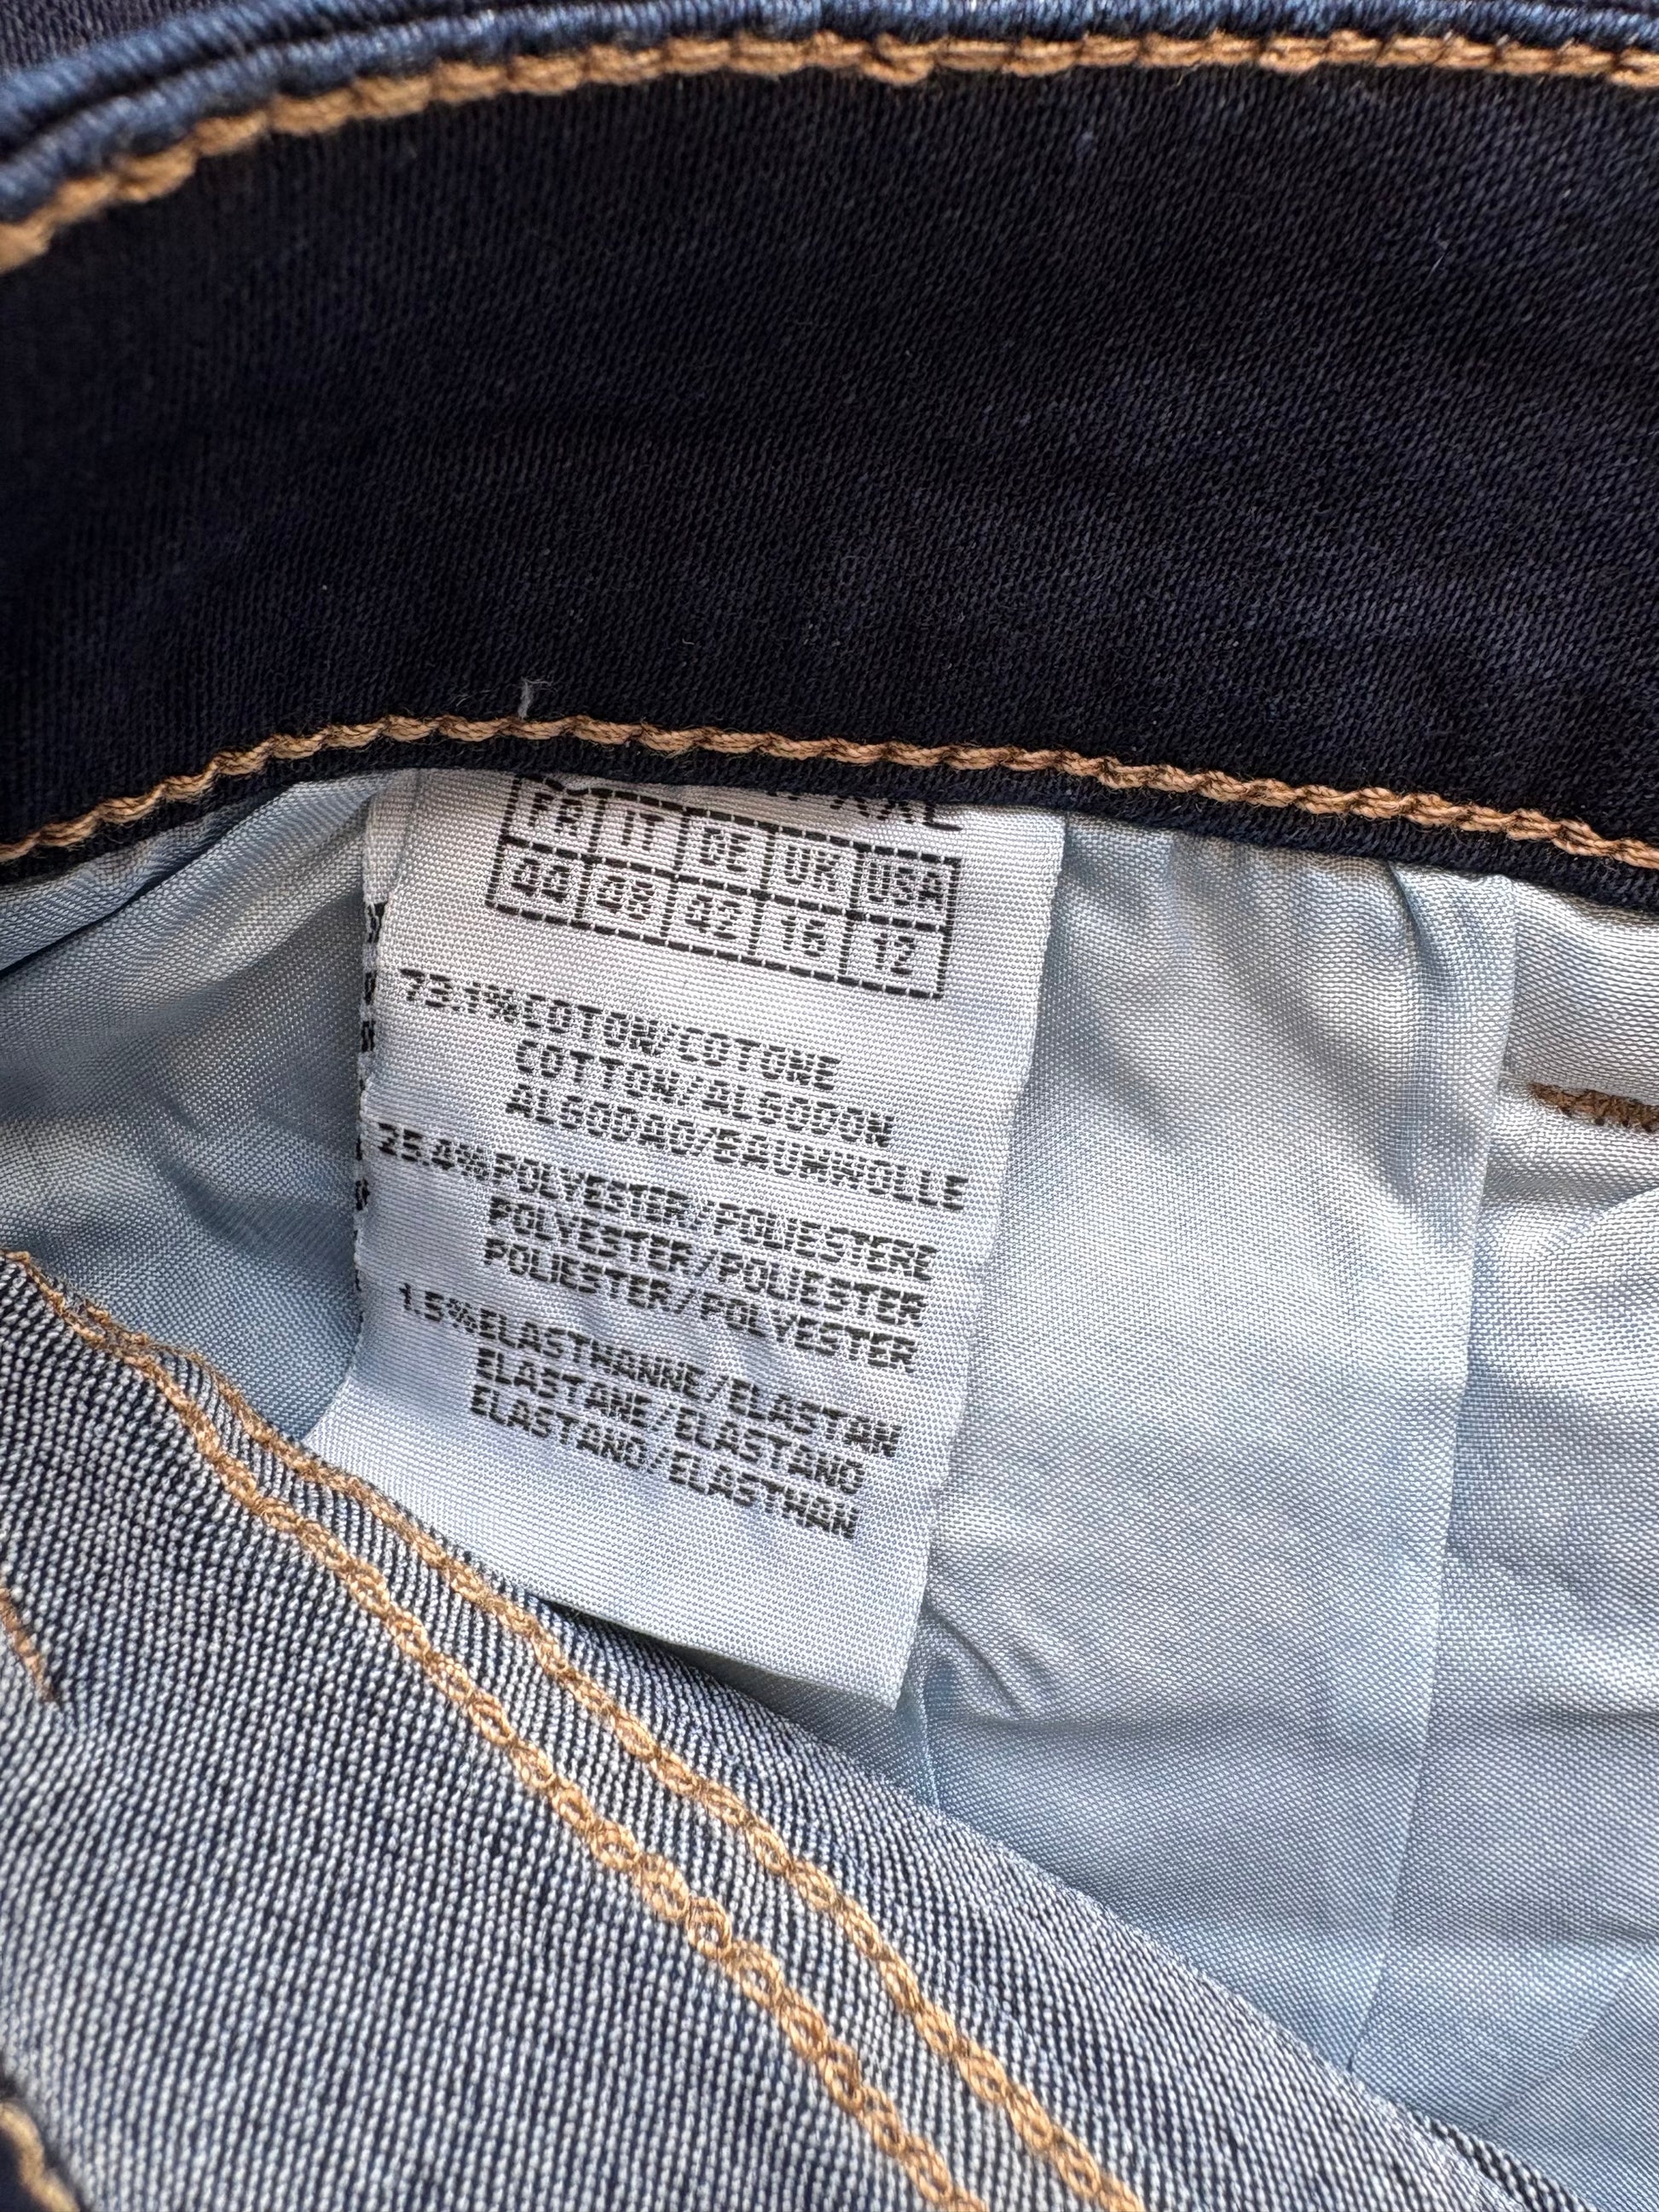 XXL
FR IT DE UK USA
44 48 42 16 12
73.1%COTON/COTONE
COTTON/ALGODON
ALGODAO/BAUMWOLLE
25.4%POLYESTER/POLIESTERE
POLYESTER/POLIESTER
POLIESTER/POLYESTER
1.5%ELASTHANNE/ELASTAN
ELASTANE/ELASTANO
ELASTANO/ELASTHAN